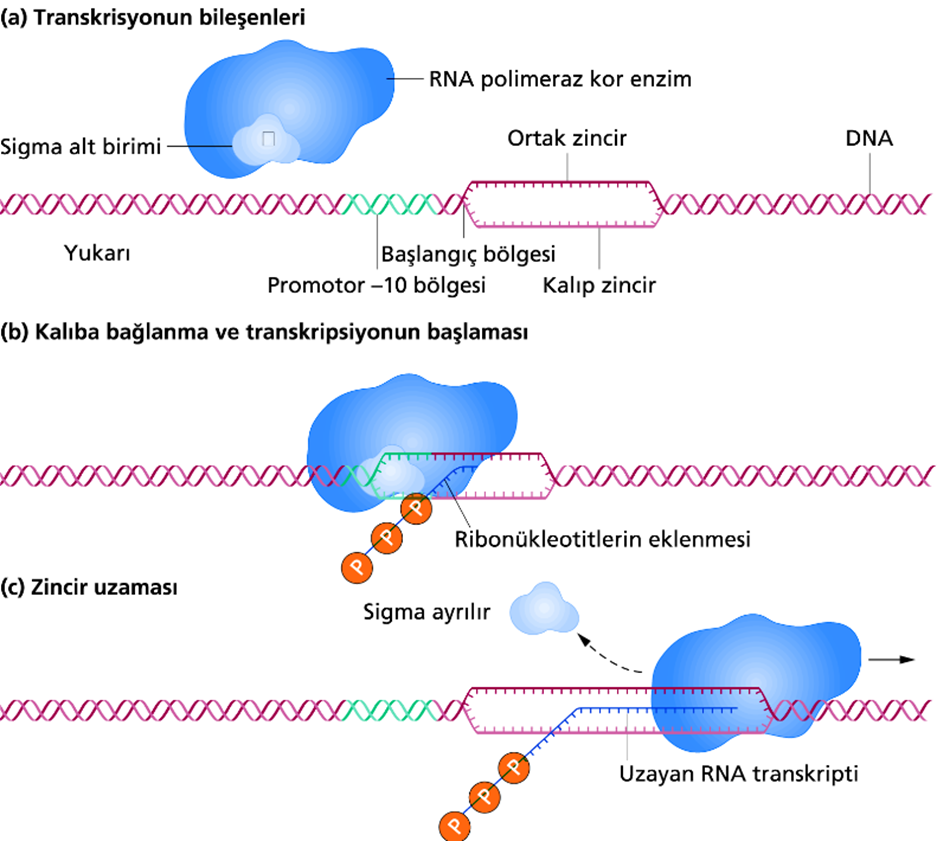 (a) Transkrisyonun bileşenleri
RNA polimeraz kor enzim
Sigma alt birimi
Ortak zincir
DNA
Yukarı
Başlangıç bölgesi
Promotor –10 bölgesi
Kalıp zincir
(b) Kalıba bağlanma ve transkripsiyonun başlaması
P
P
P
Ribonükleotitlerin eklenmesi
(c) Zincir uzaması
Sigma ayrılır
Uzayan RNA transkripti
P
P
P